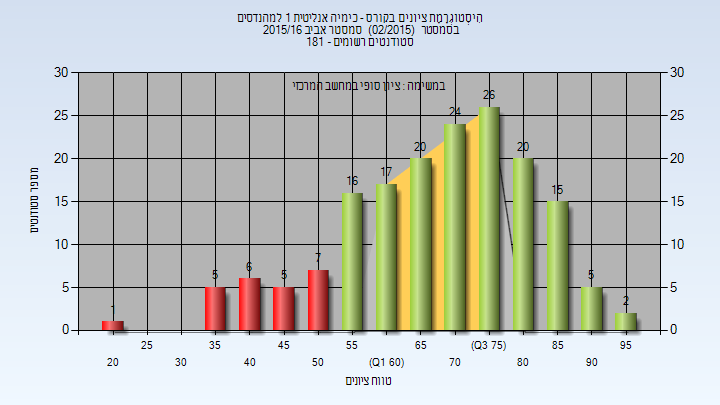 הִיסְטוֹגְרָמַת ציונים בקורס - כימיה אנליטית 1 למהנדסים
בסמסטר (02/2015) סמסטר אביב 2015/16
סטודנטים רשומים - 181
במשימה : ציון סופי במחשב המרכזי
מספר סטודנטים
30 25 20 15 10 5 0
30 25 20 15 10 5 0
1 5 6 5 7 16 17 20 24 26 20 15 5 2
25 35 45 55 65 (Q3 75) 85 95
20 30 40 50 (Q1 60) 70 80 90
טווח ציונים